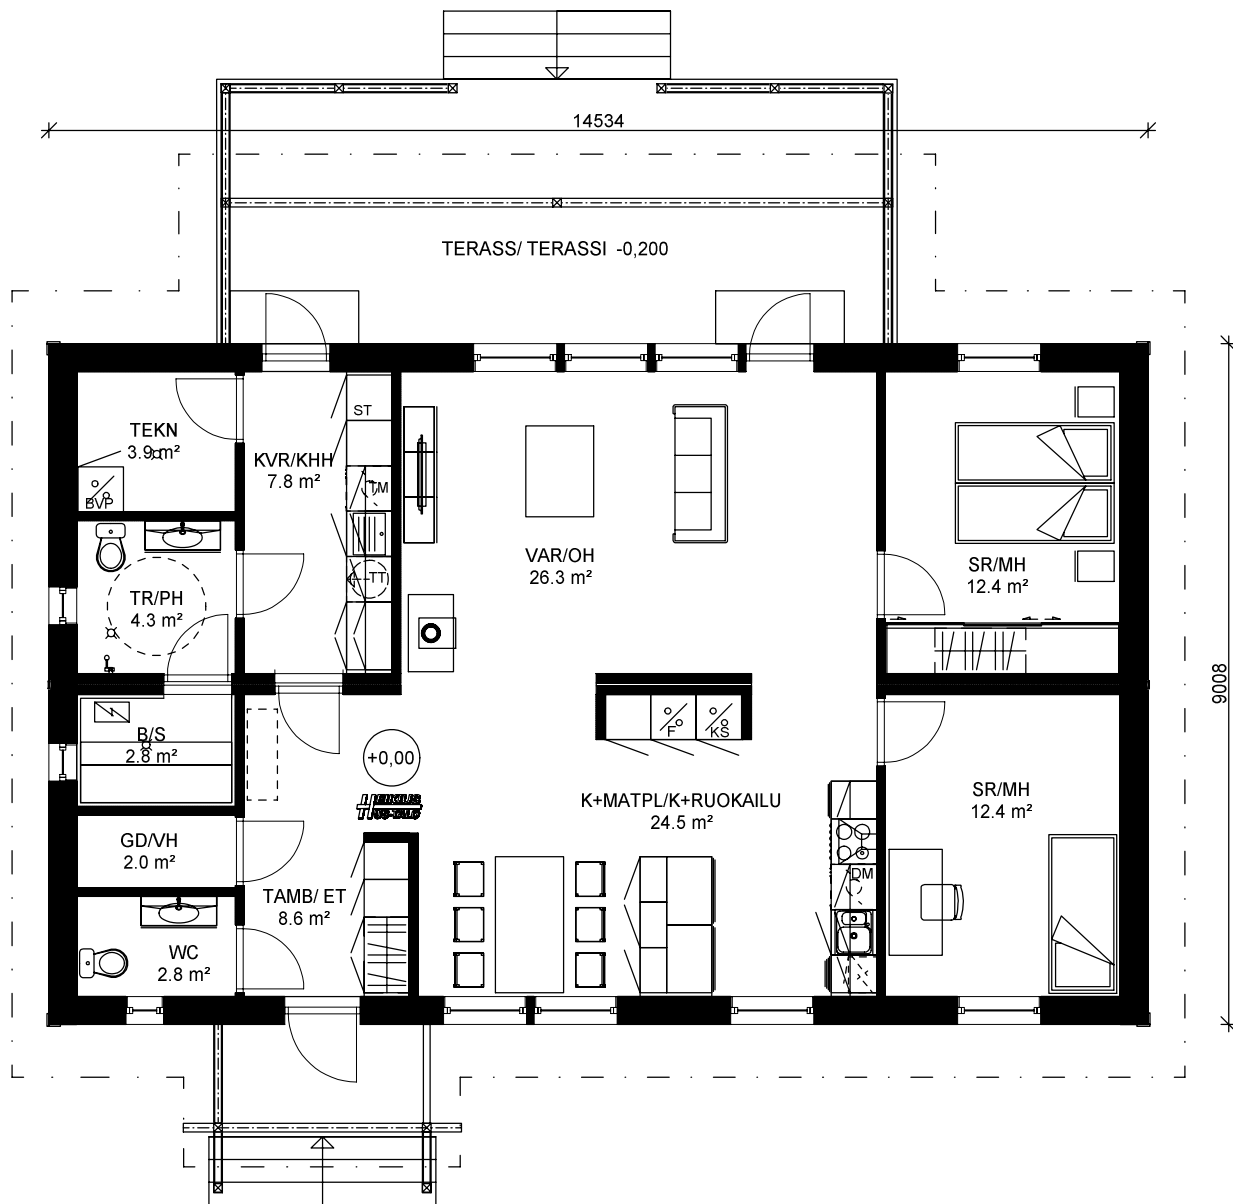 14534
TERASS/ TERASSI -0,200
TEKN
3.9 m²
BVP
KVR/KHH
7.8 m²
ST
TM
TT
VAR/OH
26.3 m²
SR/MH
12.4 m²
TR/PH
4.3 m²
9008
B/S
2.8 m²
+0,00
F
KS
K+MATPL/K+RUOKAILU
24.5 m²
SR/MH
12.4 m²
GD/VH
2.0 m²
DM
TAMB/ ET
8.6 m²
WC
2.8 m²